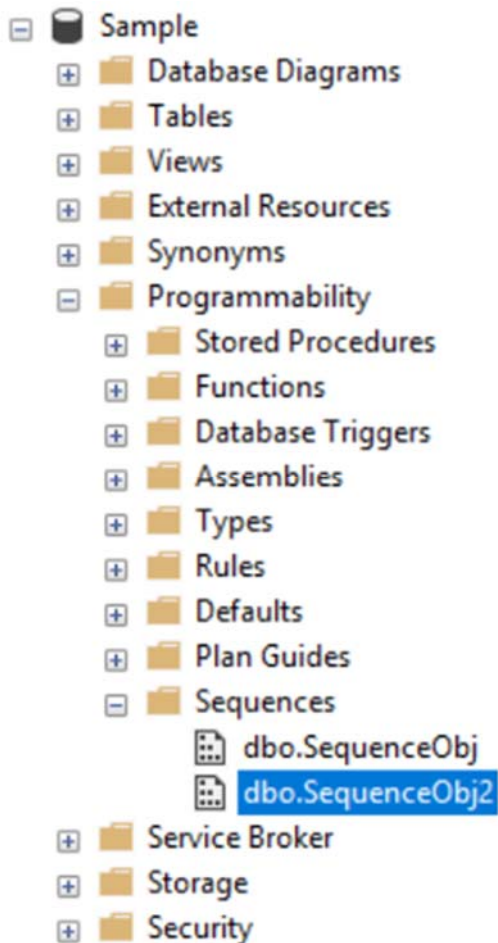 Sample
Database Diagrams
Tables
Views
External Resources
Synonyms
Programmability
Stored Procedures
Functions
Database Triggers
Assemblies
Types
Rules
Defaults
Plan Guides
Sequences
dbo.SequenceObj
dbo.SequenceObj2
Service Broker
Storage
Security